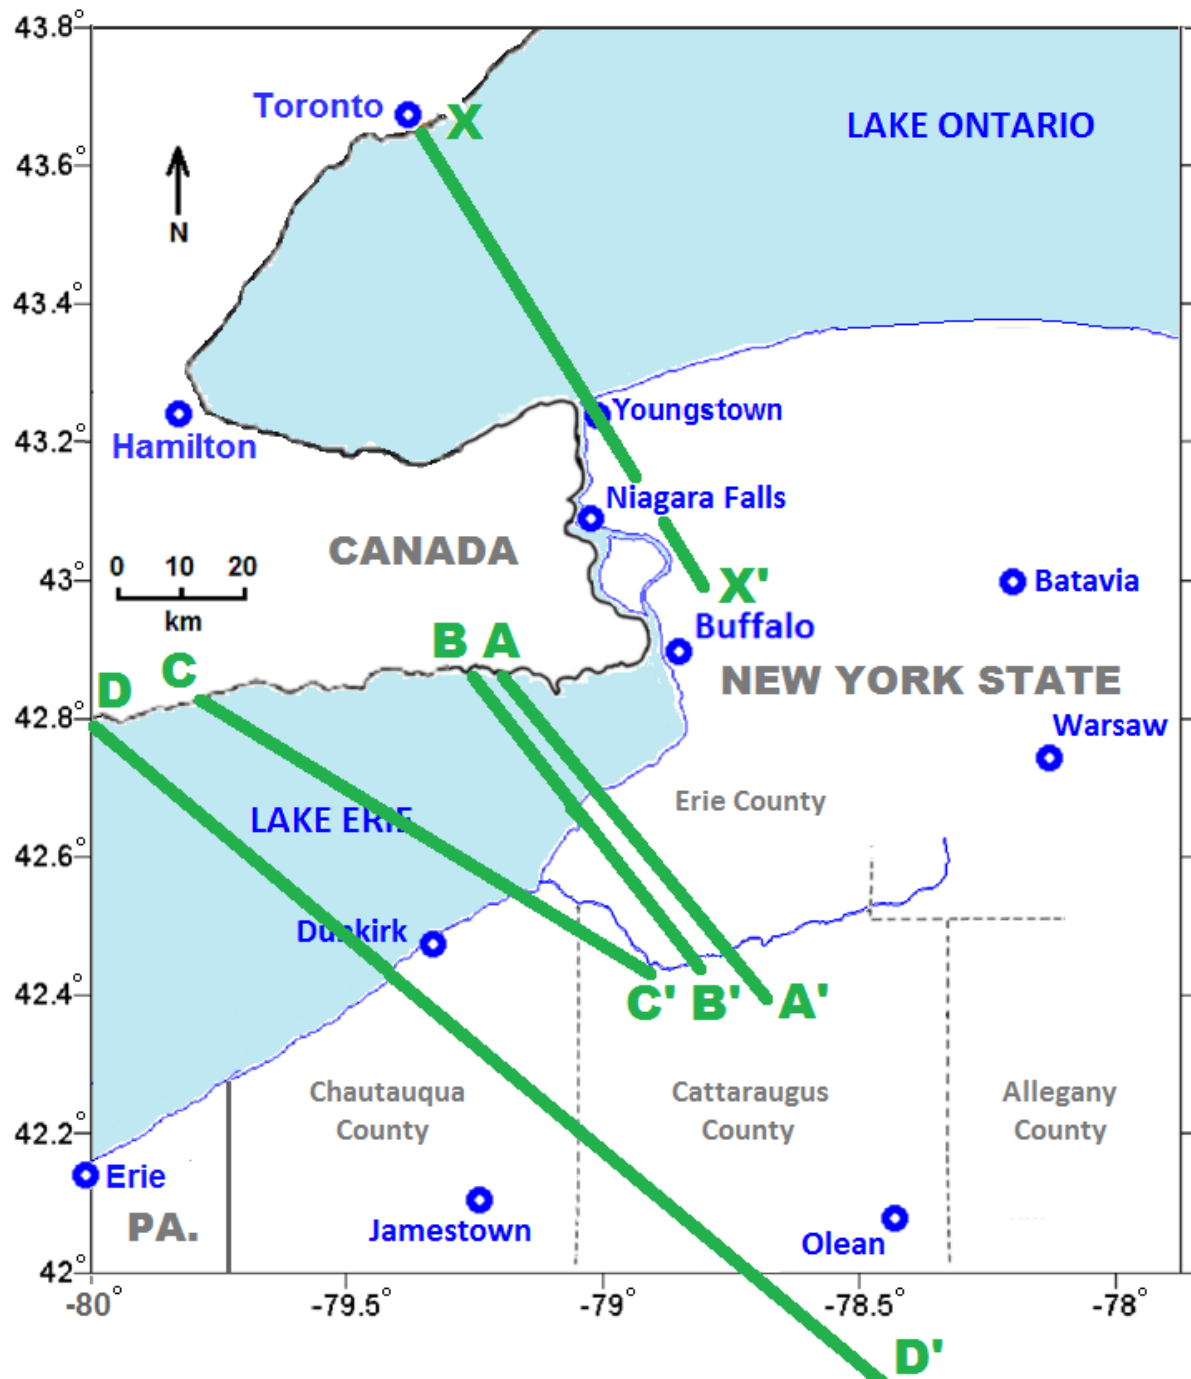 43.8°
Toronto
X
LAKE ONTARIO
43.6°
N
43.4°
Youngstown
Hamilton
43.2°
Niagara Falls
CANADA
0 10 20
km
43°
X'
Batavia
Buffalo
B A
C
D
NEW YORK STATE
42.8°
Warsaw
LAKE ERIE
Erie County
42.6°
Dunkirk
42.4°
C' B' A'
Chautauqua
County
Cattaraugus
County
Allegany
County
42.2°
Erie
PA.
Jamestown
Olean
42°
-80° -79.5° -79° -78.5° -78°
D'